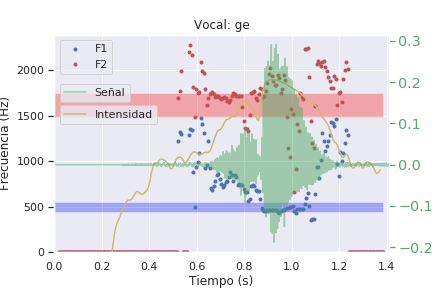 Vocal: ge
F1
F2
Señal
Intensidad
Frecuencia (Hz)
2000
1500
1000
500
0
0.3
0.2
0.1
0.0
−0.1
−0.2
0.0 0.2 0.4 0.6 0.8 1.0 1.2 1.4
Tiempo (s)